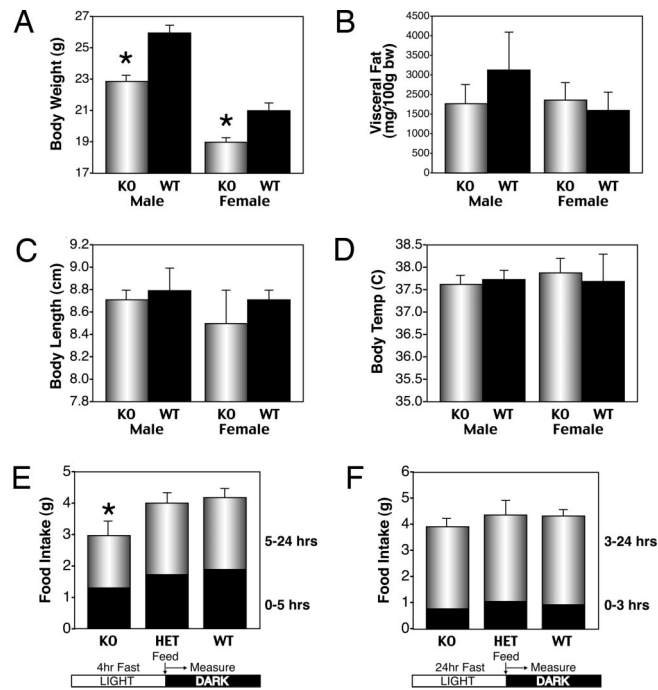 A
Body Weight (g)
27
25
23
21
19
17
*
*
KO WT KO WT
Male Female
B
Visceral Fat
(mg/100g bw)
4500
4000
3500
3000
2500
2000
1500
1000
500
KO WT KO WT
Male Female
C
Body Length (cm)
9.2
9.0
8.8
8.6
8.4
8.2
8.0
7.8
KO WT KO WT
Male Female
D
Body Temp (C)
38.5
38.0
37.5
37.0
36.5
36.0
35.5
35.0
KO WT KO WT
Male Female
E
Food Intake (g)
5
4
3
2
1
0
*
5-24 hrs
0-5 hrs
KO HET WT
Feed
4hr Fast Measure
LIGHT DARK
F
Food Intake (g)
6
5
4
3
2
1
0
3-24 hrs
0-3 hrs
KO HET WT
Feed
24hr Fast Measure
LIGHT DARK